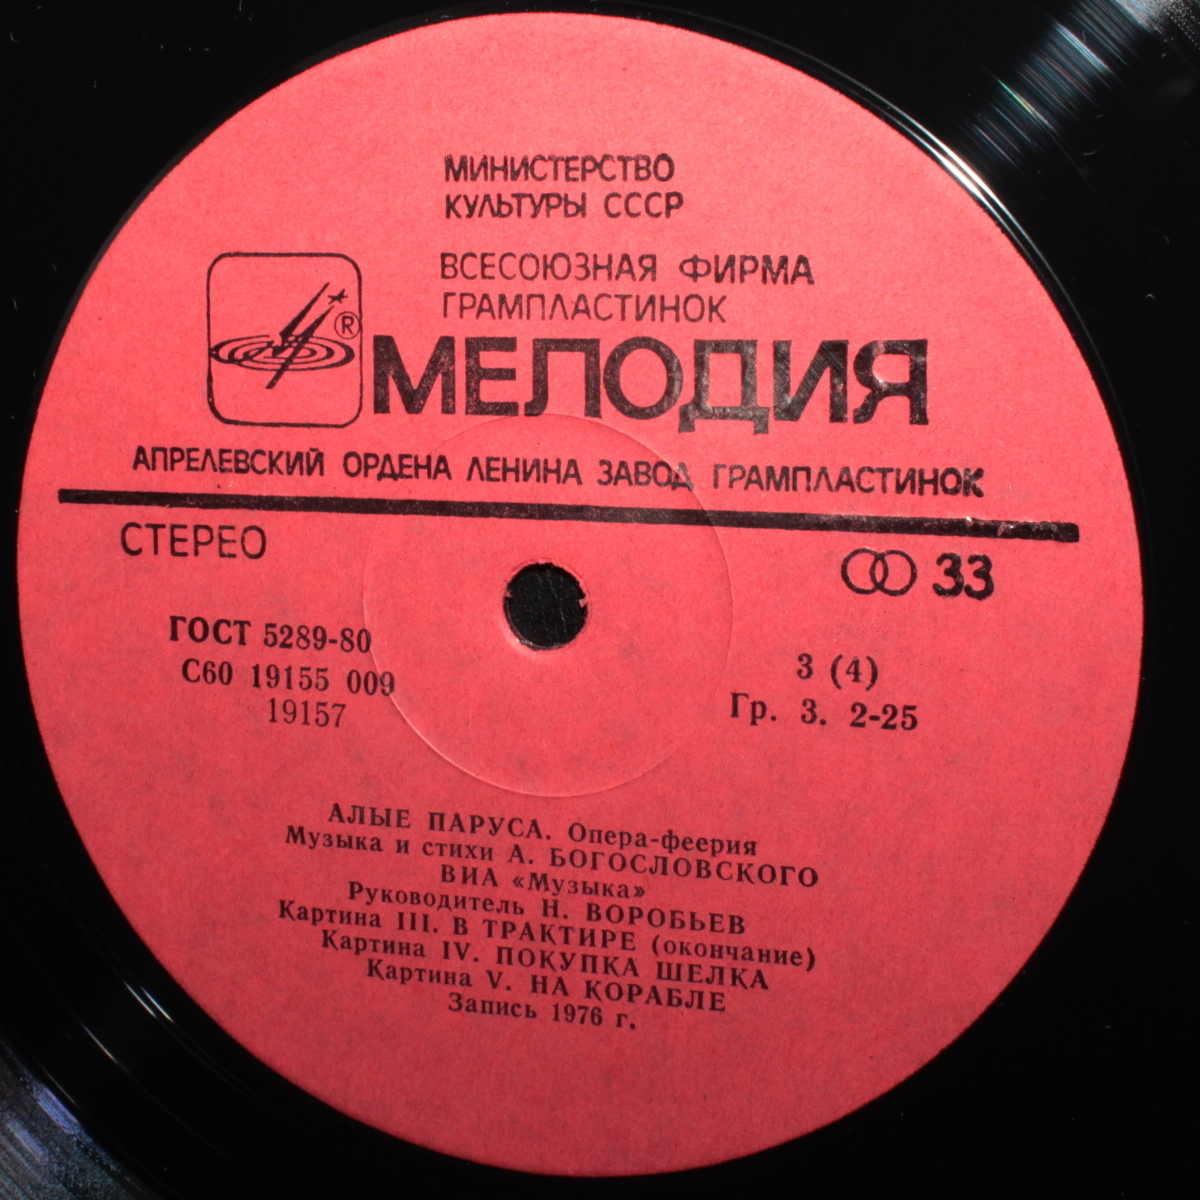 МИНИСТЕРСТВО
КУЛЬТУРЫ СССР
ВСЕСОЮЗНАЯ ФИРМА
ГРАМПЛАСТИНОК
®
МЕЛОДИЯ
АПРЕЛЕВСКИЙ ОРДЕНА ЛЕНИНА ЗАВОД ГРАМПЛАСТИНОК
СТЕРЕО
33
ГОСТ 5289-80
С60 19155 009
19157
3 (4)
Гр. 3. 2-25
АЛЫЕ ПАРУСА. Опера-феерия
Музыка и стихи А. БОГОСЛОВСКОГО
ВИА «Музыка»
Руководитель Н. ВОРОБЬЕВ
Картина III. В ТРАКТИРЕ (окончание)
Картина IV. ПОКУПКА ШЕЛКА
Картина V. НА КОРАБЛЕ
Запись 1976 г.